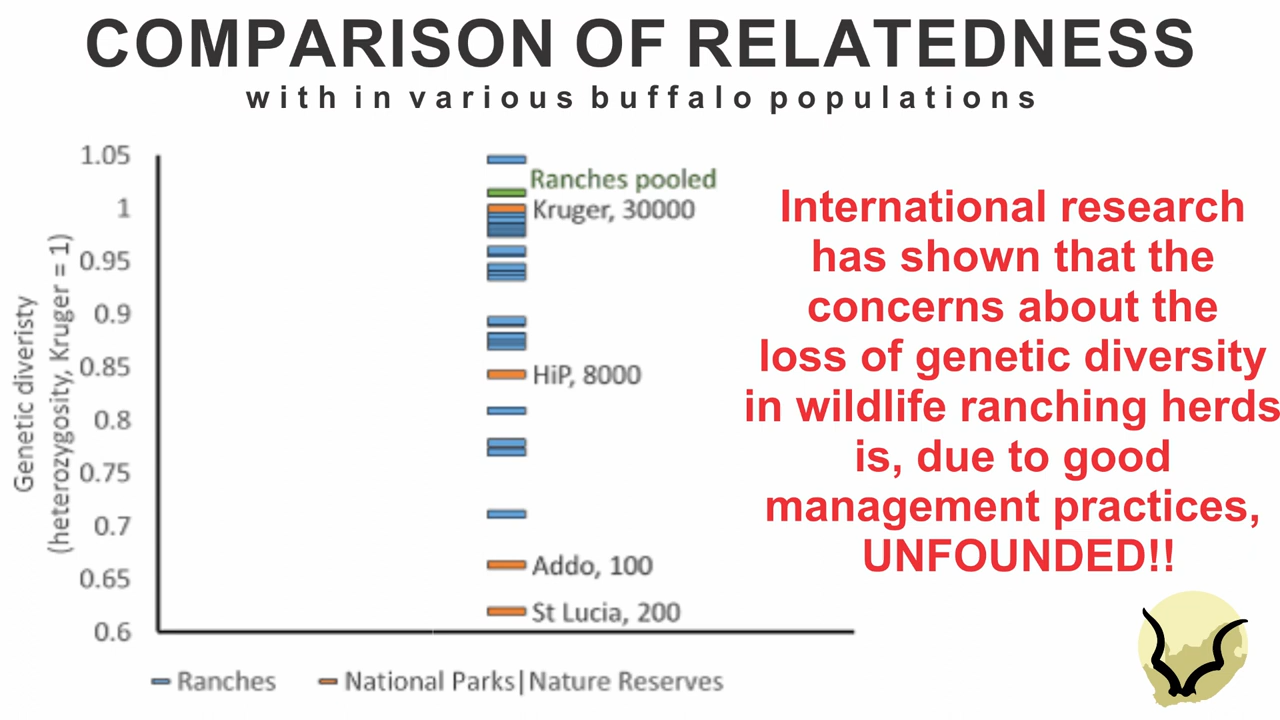 COMPARISON OF RELATEDNESS
with in various buffalo populations
1.05
1
0.95
0.9
0.85
0.8
0.75
0.7
0.65
0.6
Genetic diveristy
(heterozygosity, Kruger = 1)
Ranches pooled
Kruger, 30000
HiP, 8000
Addo, 100
St Lucia, 200
Ranches
National Parks|Nature Reserves
International research
has shown that the
concerns about the
loss of genetic diversity
in wildlife ranching herds
is, due to good
management practices,
UNFOUNDED!!